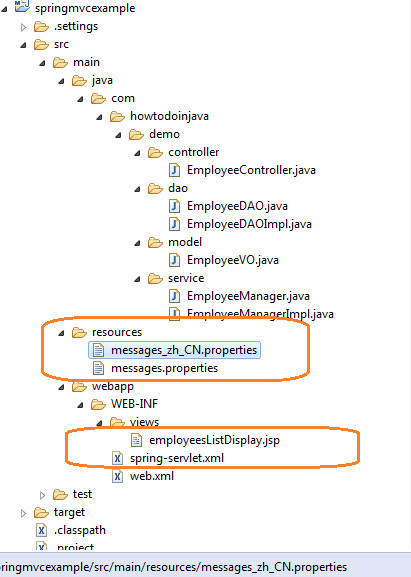 springmvcexample
.settings
src
main
java
com
howtodoinjava
demo
controller
EmployeeController.java
dao
EmployeeDAO.java
EmployeeDAOImpl.java
model
EmployeeVO.java
service
EmployeeManager.java
EmployeeManagerImpl.java
resources
messages_zh_CN.properties
messages.properties
webapp
WEB-INF
views
employeesListDisplay.jsp
spring-servlet.xml
web.xml
test
target
.classpath
.project
pringmvcexample/src/main/resources/messages_zh_CN.properties